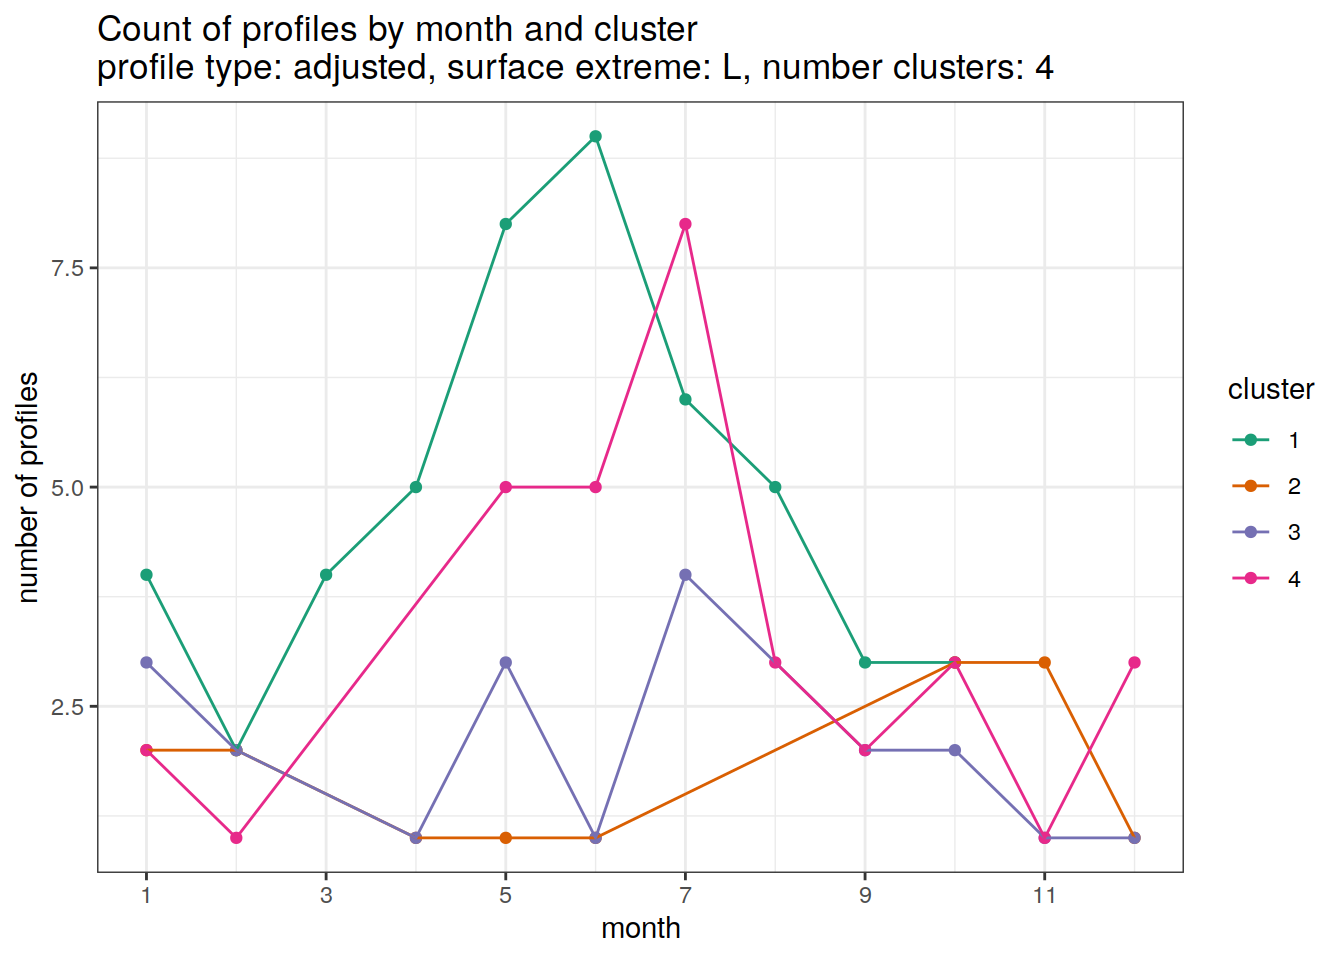 Count of profiles by month and cluster
profile type: adjusted, surface extreme: L, number clusters: 4
7.5
5.0
2.5
number of profiles
1 3 5 7 9 11
month
cluster
1
2
3
4